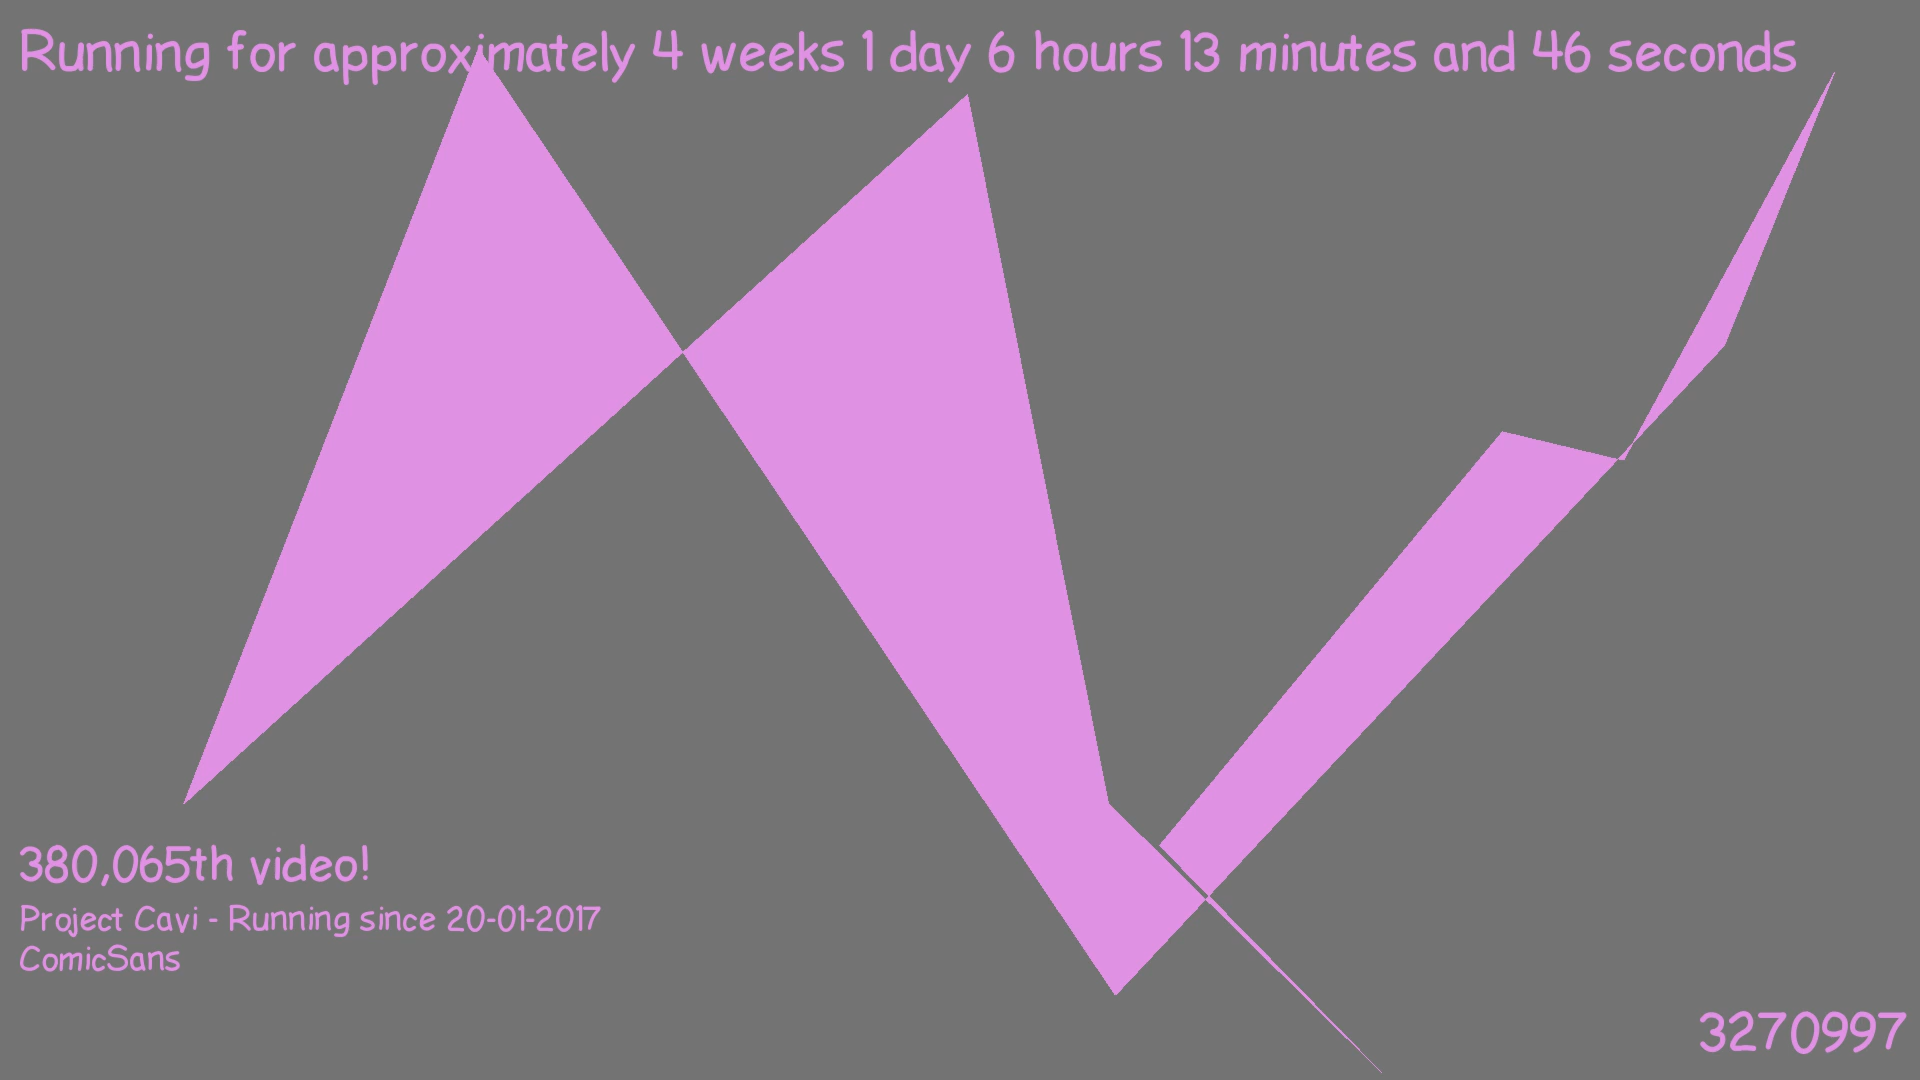 Running for approximately 4 weeks 1 day 6 hours 13 minutes and 46 seconds
380,065th video!
Project Cavi - Running since 20-01-2017
ComicSans
3270997